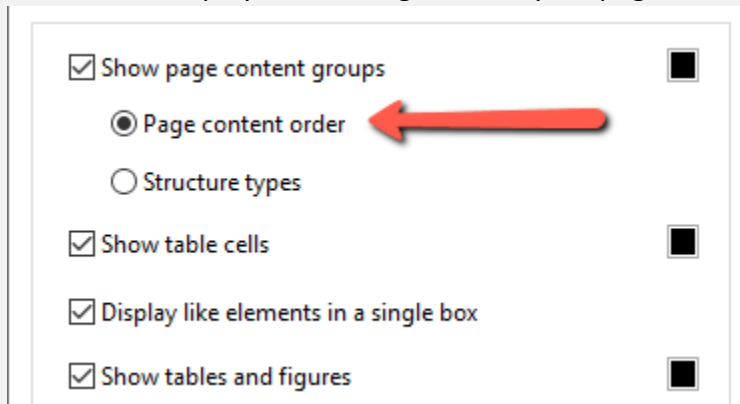 Show page content groups
Page content order
Structure types
Show table cells
Display like elements in a single box
Show tables and figures